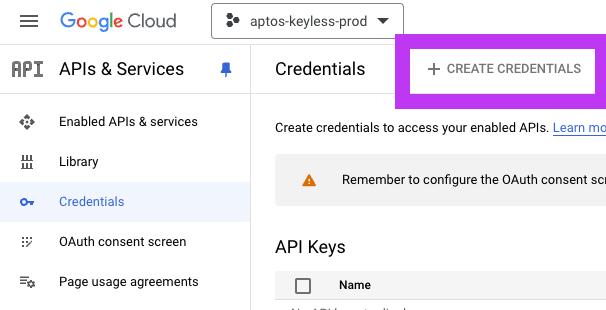 Google Cloud
aptos-keyless-prod
API
APIs & Services
Credentials
+ CREATE CREDENTIALS
Enabled APIs & services
Library
Credentials
OAuth consent screen
Page usage agreements
Create credentials to access your enabled APIs. Learn mo
Remember to configure the OAuth consent scr
API Keys
Name